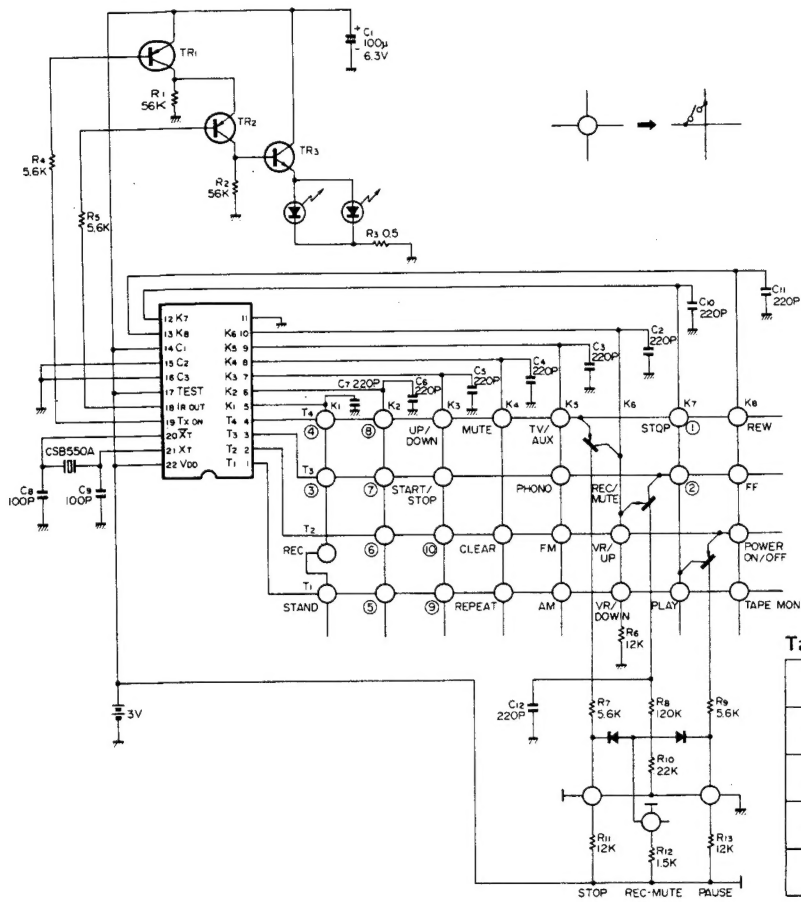 C1
100μ
6.3V
+
-
TR1
R1
56K
TR2
R4
5.6K
R2
56K
TR3
R5
5.6K
R3 0.5
C11
220P
C10
220P
C2
220P
C3
220P
C4
220P
C5
220P
C6
220P
C7 220P
12 K7
13 K8
14 C1
15 C2
16 C3
17 TEST
18 IR OUT
19 TX ON
20 XT
21 XT
22 VDD
11
K6 10
K5 9
K4 8
K3 7
K2 6
K1 5
T4 4
T3 3
T2 2
T1 1
CSB550A
C8
100P
C9
100P
K1 K2 K3 K4 K5 K6 K7 K8
T4
④ ⑧ UP/DOWN MUTE TV/AUX STOP ① REW
T3
③ ⑦ START/STOP PHONO REC/MUTE ② FF
T2
REC ⑥ ⑩ CLEAR FM VR/UP POWER ON/OFF
T1
STAND ⑤ ⑨ REPEAT AM VR/DOWN PLAY TAPE MON
R6
12K
3V
C12
220P
R7
5.6K
R8
120K
R9
5.6K
R10
22K
R11
12K
R12
1.5K
R13
12K
STOP REC-MUTE PAUSE